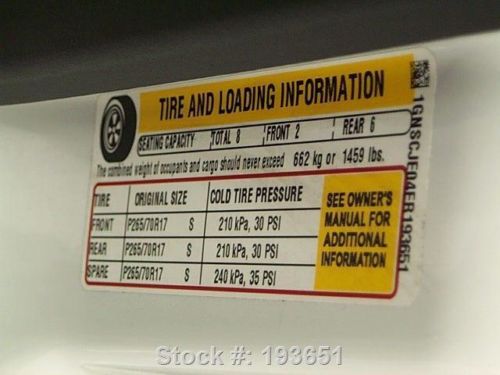 TIRE AND LOADING INFORMATION
SEATING CAPACITY TOTAL 8 FRONT 2 REAR 6
The combined weight of occupants and cargo should never exceed 662 kg or 1459 lbs.
TIRE ORIGINAL SIZE COLD TIRE PRESSURE
FRONT P265/70R17 S 210 kPa, 30 PSI
REAR P265/70R17 S 210 kPa, 30 PSI
SPARE P265/70R17 S 240 kPa, 35 PSI
SEE OWNER'S
MANUAL FOR
ADDITIONAL
INFORMATION
1GNSCJE04ER193651
Stock #: 193651